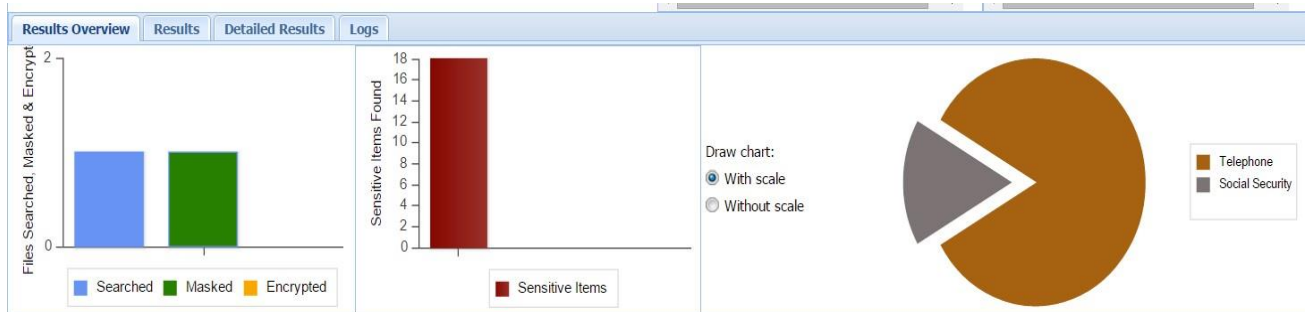 Results Overview Results Detailed Results Logs
Files Searched, Masked & Encrypt
2
0
Searched Masked Encrypted
Sensitive Items Found
18
16
14
12
10
8
6
4
2
0
Sensitive Items
Draw chart:
With scale
Without scale
Telephone
Social Security